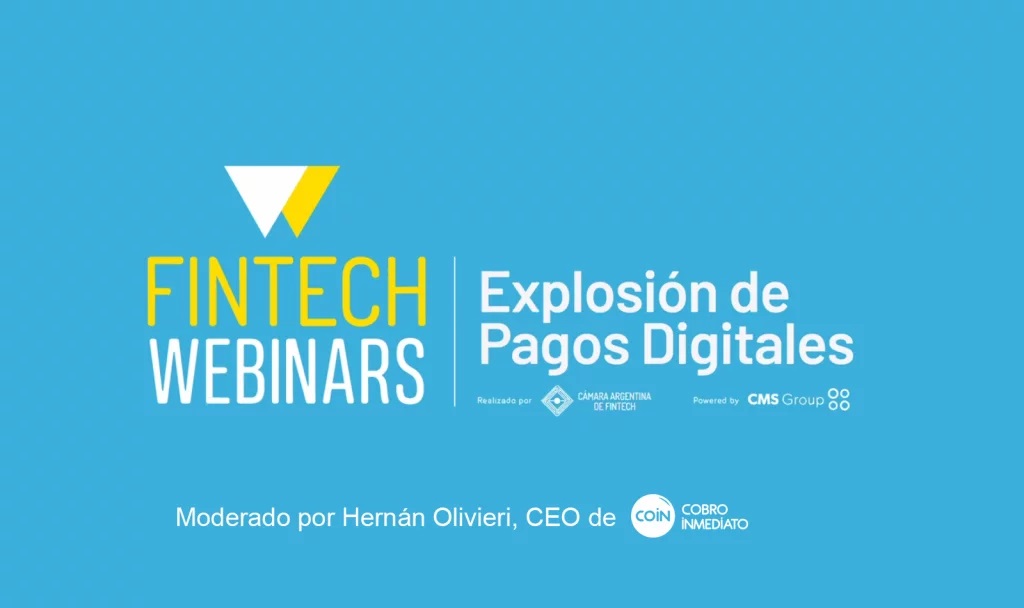 FINTECH
WEBINARS
Explosión de
Pagos Digitales
Realizado por
CÁMARA ARGENTINA
DE FINTECH
Powered by
CMS Group
Moderado por Hernán Olivieri, CEO de
COiN
COBRO
iNMEDiATO